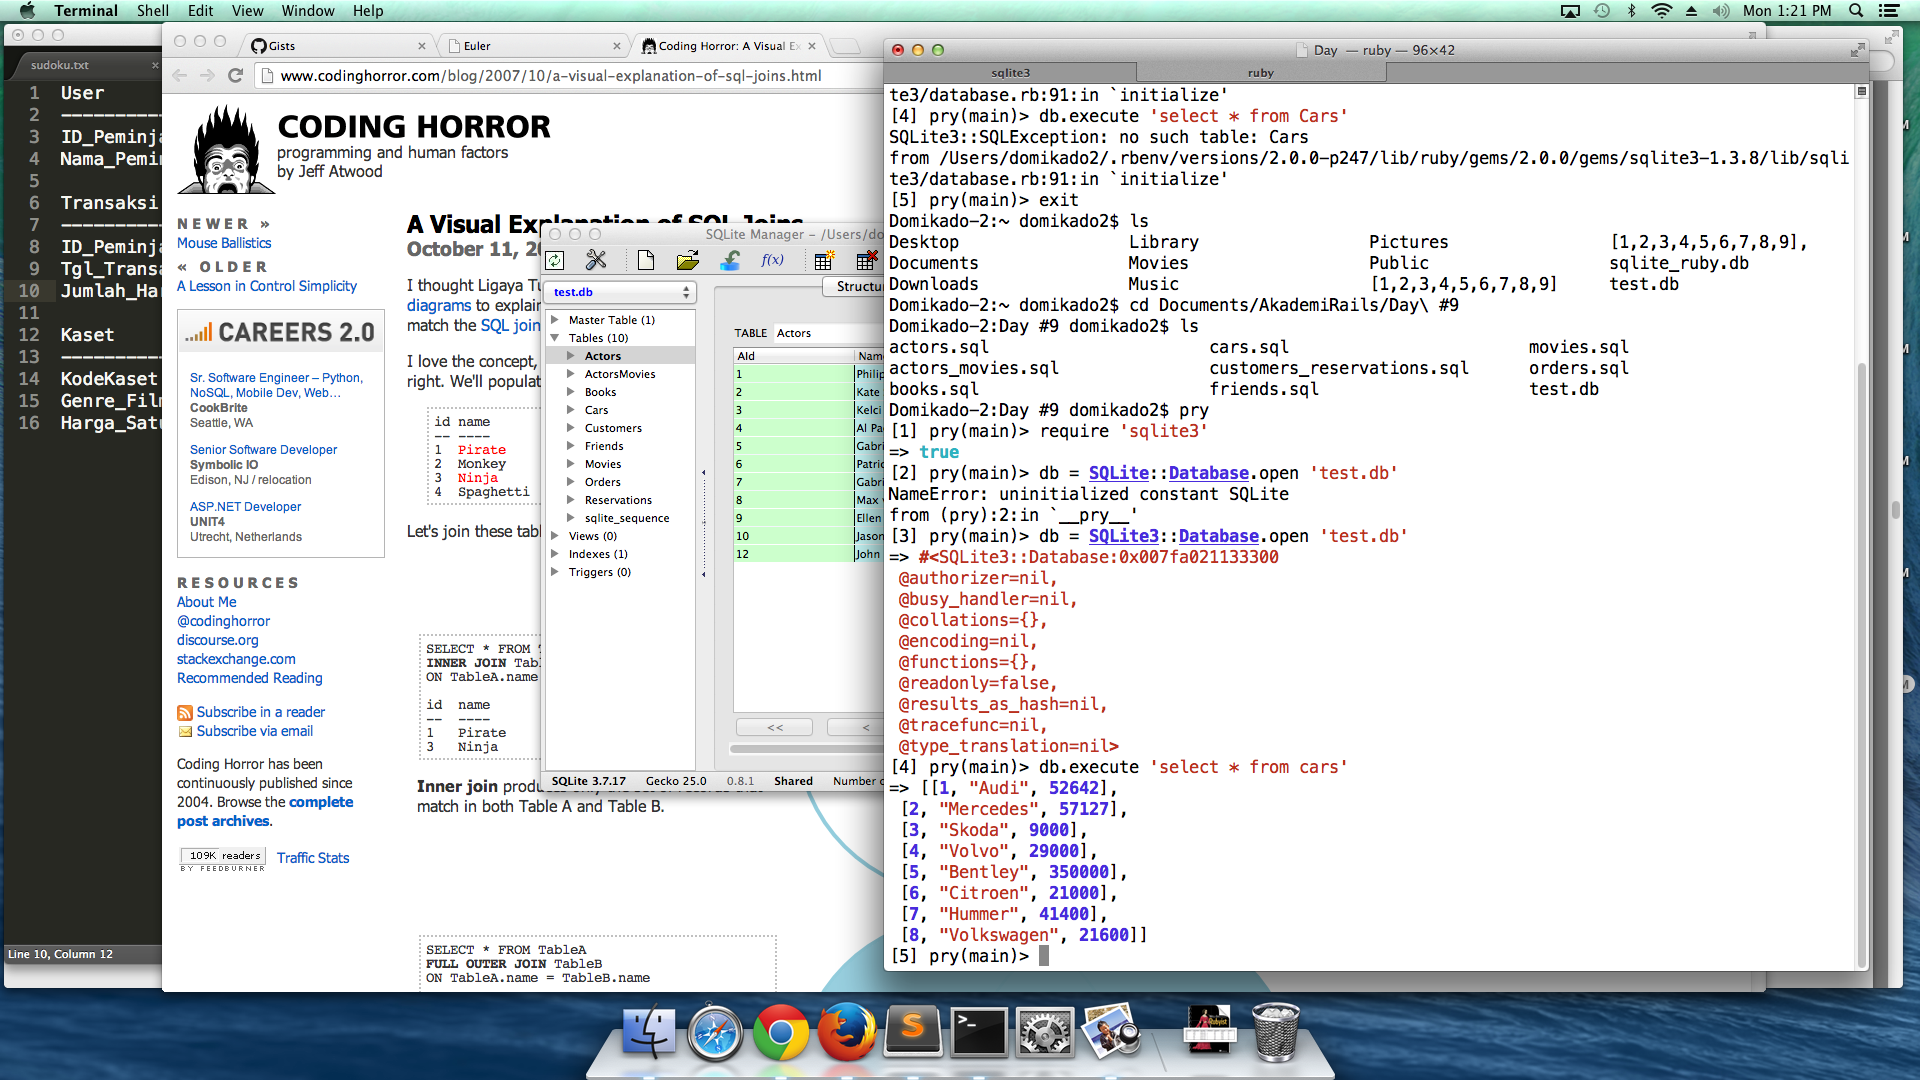 Terminal Shell Edit View Window Help
Mon 1:21 PM
sudoku.txt
1 User
2 ----------
3 ID_Peminja
4 Nama_Pemin
5
6 Transaksi
7 ----------
8 ID_Peminja
9 Tgl_Transa
10 Jumlah_Har
11
12 Kaset
13 ----------
14 KodeKaset
15 Genre_Film
16 Harga_Satu
Line 10, Column 12
Gists
Euler
Coding Horror: A Visual Ex
www.codinghorror.com/blog/2007/10/a-visual-explanation-of-sql-joins.html
CODING HORROR
programming and human factors
by Jeff Atwood
NEWER »
Mouse Ballistics
« OLDER
A Lesson in Control Simplicity
CAREERS 2.0
Sr. Software Engineer – Python,
NoSQL, Mobile Dev, Web...
CookBrite
Seattle, WA
Senior Software Developer
Symbolic IO
Edison, NJ / relocation
ASP.NET Developer
UNIT4
Utrecht, Netherlands
RESOURCES
About Me
@codinghorror
discourse.org
stackexchange.com
Recommended Reading
Subscribe in a reader
Subscribe via email
Coding Horror has been
continuously published since
2004. Browse the complete
post archives.
109K readers
BY FEEDBURNER
Traffic Stats
A Visual Explanation of SQL Joins
October 11, 20
I thought Ligaya Tu
diagrams to explain
match the SQL join
I love the concept,
right. We'll populat
id name
-- ----
1 Pirate
2 Monkey
3 Ninja
4 Spaghetti
Let's join these tabl
SELECT * FROM T
INNER JOIN Tabl
ON TableA.name
id name
-- ----
1 Pirate
3 Ninja
Inner join produces only the set of records that
match in both Table A and Table B.
SELECT * FROM TableA
FULL OUTER JOIN TableB
ON TableA.name = TableB.name
SQLite Manager - /Users/do
f(x)
test.db
Structu
Master Table (1)
Tables (10)
Actors
ActorsMovies
Books
Cars
Customers
Friends
Movies
Orders
Reservations
sqlite_sequence
Views (0)
Indexes (1)
Triggers (0)
TABLE Actors
AId Nam
1 Philip
2 Kate
3 Kelci
4 Al Pa
5 Gabri
6 Patric
7 Gabri
8 Max
9 Ellen
10 Jason
12 John
<< <
SQLite 3.7.17 Gecko 25.0 0.8.1 Shared Number o
Day — ruby — 96×42
sqlite3 ruby
te3/database.rb:91:in `initialize'
[4] pry(main)> db.execute 'select * from Cars'
SQLite3::SQLException: no such table: Cars
from /Users/domikado2/.rbenv/versions/2.0.0-p247/lib/ruby/gems/2.0.0/gems/sqlite3-1.3.8/lib/sqli
te3/database.rb:91:in `initialize'
[5] pry(main)> exit
Domikado-2:~ domikado2$ ls
Desktop Library Pictures [1,2,3,4,5,6,7,8,9],
Documents Movies Public sqlite_ruby.db
Downloads Music [1,2,3,4,5,6,7,8,9] test.db
Domikado-2:~ domikado2$ cd Documents/AkademiRails/Day\ #9
Domikado-2:Day #9 domikado2$ ls
actors.sql cars.sql movies.sql
actors_movies.sql customers_reservations.sql orders.sql
books.sql friends.sql test.db
Domikado-2:Day #9 domikado2$ pry
[1] pry(main)> require 'sqlite3'
=> true
[2] pry(main)> db = SQLite::Database.open 'test.db'
NameError: uninitialized constant SQLite
from (pry):2:in `__pry__'
[3] pry(main)> db = SQLite3::Database.open 'test.db'
=> #<SQLite3::Database:0x007fa021133300
@authorizer=nil,
@busy_handler=nil,
@collations={},
@encoding=nil,
@functions={},
@readonly=false,
@results_as_hash=nil,
@tracefunc=nil,
@type_translation=nil>
[4] pry(main)> db.execute 'select * from cars'
=> [[1, "Audi", 52642],
[2, "Mercedes", 57127],
[3, "Skoda", 9000],
[4, "Volvo", 29000],
[5, "Bentley", 350000],
[6, "Citroen", 21000],
[7, "Hummer", 41400],
[8, "Volkswagen", 21600]]
[5] pry(main)>